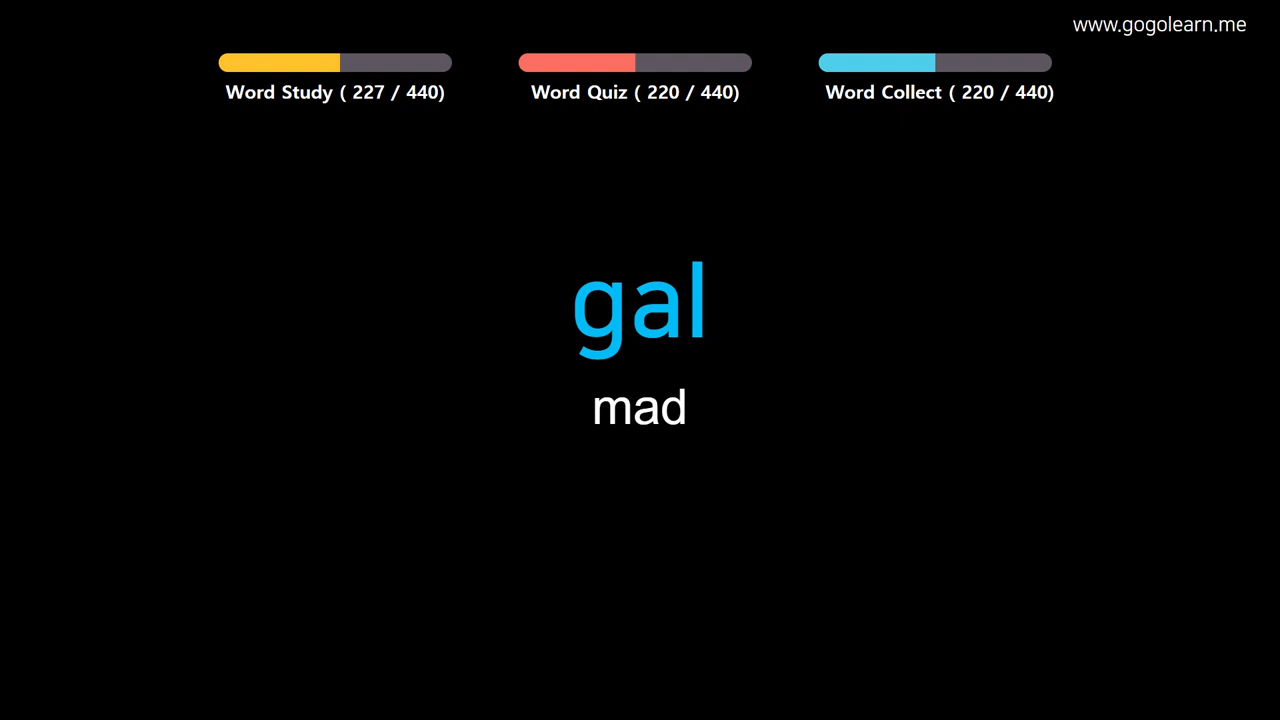 www.gogolearn.me
Word Study ( 227 / 440)
Word Quiz ( 220 / 440)
Word Collect ( 220 / 440)
gal
mad